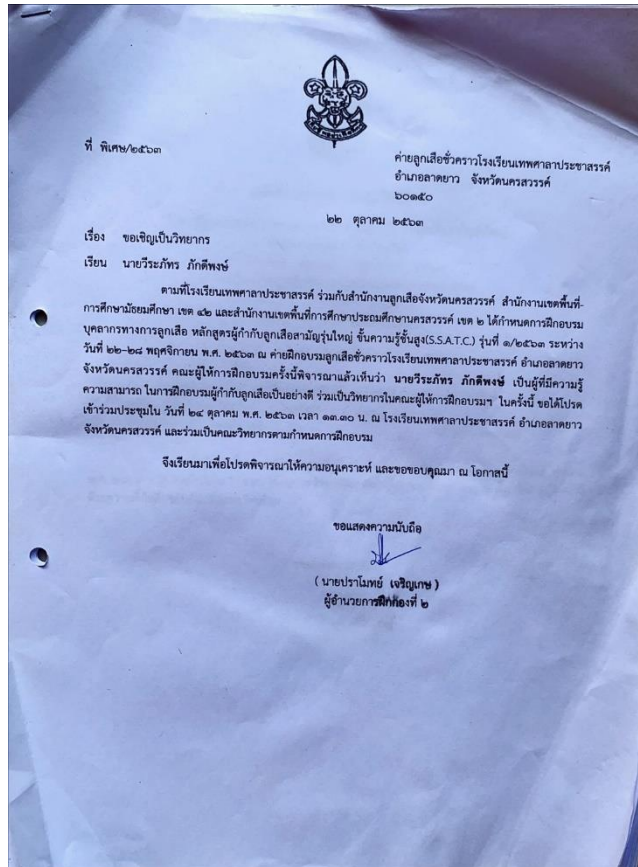 ที่ พิเศษ/๒๕๖๓
ค่ายลูกเสือชั่วคราวโรงเรียนเทพศาลาประชาสรรค์
อำเภอลาดยาว จังหวัดนครสวรรค์
๖๐๑๕๐
๒๒ ตุลาคม ๒๕๖๓
เรื่อง ขอเชิญเป็นวิทยากร
เรียน นายวีระภัทร ภักดีพงษ์
ตามที่โรงเรียนเทพศาลาประชาสรรค์ ร่วมกับสำนักงานลูกเสือจังหวัดนครสวรรค์ สำนักงานเขตพื้นที่-
การศึกษามัธยมศึกษา เขต ๔๒ และสำนักงานเขตพื้นที่การศึกษาประถมศึกษานครสวรรค์ เขต ๒ ได้กำหนดการฝึกอบรม
บุคลากรทางการลูกเสือ หลักสูตรผู้กำกับลูกเสือสามัญรุ่นใหญ่ ขั้นความรู้ชั้นสูง(S.S.A.T.C.) รุ่นที่ ๑/๒๕๖๓ ระหว่าง
วันที่ ๒๒-๒๘ พฤศจิกายน พ.ศ. ๒๕๖๓ ณ ค่ายฝึกอบรมลูกเสือชั่วคราวโรงเรียนเทพศาลาประชาสรรค์ อำเภอลาดยาว
จังหวัดนครสวรรค์ คณะผู้ให้การฝึกอบรมครั้งนี้พิจารณาแล้วเห็นว่า นายวีระภัทร ภักดีพงษ์ เป็นผู้ที่มีความรู้
ความสามารถ ในการฝึกอบรมผู้กำกับลูกเสือเป็นอย่างดี ร่วมเป็นวิทยากรในคณะผู้ให้การฝึกอบรมฯ ในครั้งนี้ ขอได้โปรด
เข้าร่วมประชุมใน วันที่ ๒๔ ตุลาคม พ.ศ. ๒๕๖๓ เวลา ๑๓.๓๐ น. ณ โรงเรียนเทพศาลาประชาสรรค์ อำเภอลาดยาว
จังหวัดนครสวรรค์ และร่วมเป็นคณะวิทยากรตามกำหนดการฝึกอบรม
จึงเรียนมาเพื่อโปรดพิจารณาให้ความอนุเคราะห์ และขอขอบคุณมา ณ โอกาสนี้
ขอแสดงความนับถือ
( นายปราโมทย์ เจริญเกษ )
ผู้อำนวยการฝึกกองที่ ๒